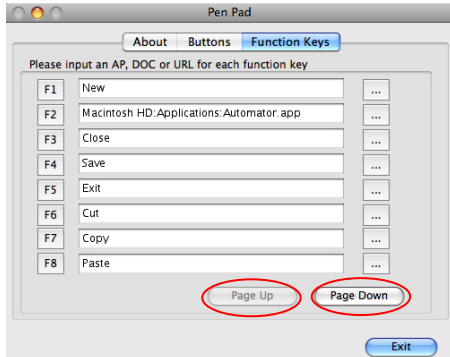 Pen Pad
About Buttons Function Keys
Please input an AP, DOC or URL for each function key
F1 New ...
F2 Macintosh HD:Applications:Automator.app ...
F3 Close ...
F4 Save ...
F5 Exit ...
F6 Cut ...
F7 Copy ...
F8 Paste ...
Page Up Page Down
Exit